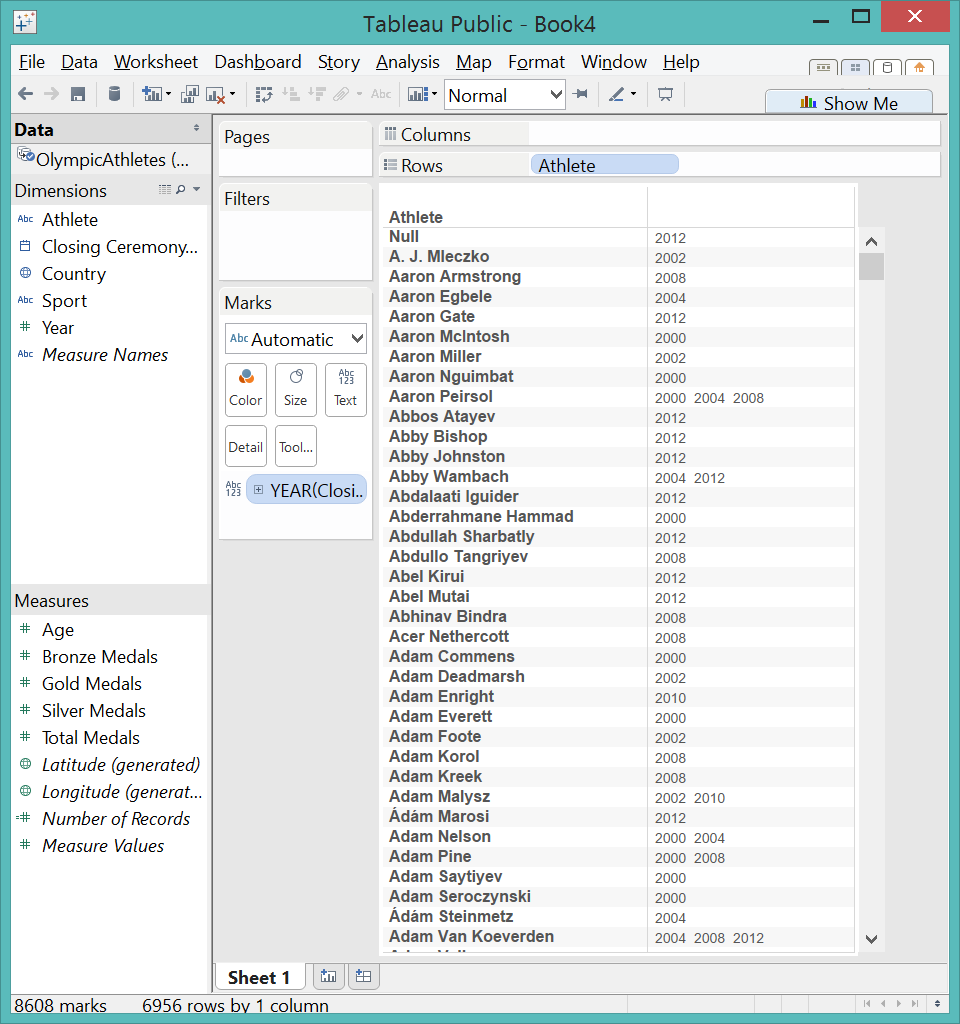 Tableau Public - Book4
File Data Worksheet Dashboard Story Analysis Map Format Window Help
Abc Normal
Show Me
Data
OlympicAthletes (...
Dimensions
Abc Athlete
Closing Ceremony...
Country
Abc Sport
# Year
Abc Measure Names
Measures
# Age
# Bronze Medals
# Gold Medals
# Silver Medals
# Total Medals
Latitude (generated)
Longitude (generat...
=# Number of Records
# Measure Values
Pages
Filters
Marks
Abc Automatic
Color Size Abc 123 Text
Detail Tool...
Abc 123 YEAR(Closi..
Columns
Rows Athlete
Athlete
Null 2012
A. J. Mleczko 2002
Aaron Armstrong 2008
Aaron Egbele 2004
Aaron Gate 2012
Aaron McIntosh 2000
Aaron Miller 2002
Aaron Nguimbat 2000
Aaron Peirsol 2000 2004 2008
Abbos Atayev 2012
Abby Bishop 2012
Abby Johnston 2012
Abby Wambach 2004 2012
Abdalaati Iguider 2012
Abderrahmane Hammad 2000
Abdullah Sharbatly 2012
Abdullo Tangriyev 2008
Abel Kirui 2012
Abel Mutai 2012
Abhinav Bindra 2008
Acer Nethercott 2008
Adam Commens 2000
Adam Deadmarsh 2002
Adam Enright 2010
Adam Everett 2000
Adam Foote 2002
Adam Korol 2008
Adam Kreek 2008
Adam Malysz 2002 2010
Ádám Marosi 2012
Adam Nelson 2000 2004
Adam Pine 2000 2008
Adam Saytiyev 2000
Adam Seroczynski 2000
Ádám Steinmetz 2004
Adam Van Koeverden 2004 2008 2012
Sheet 1
8608 marks 6956 rows by 1 column